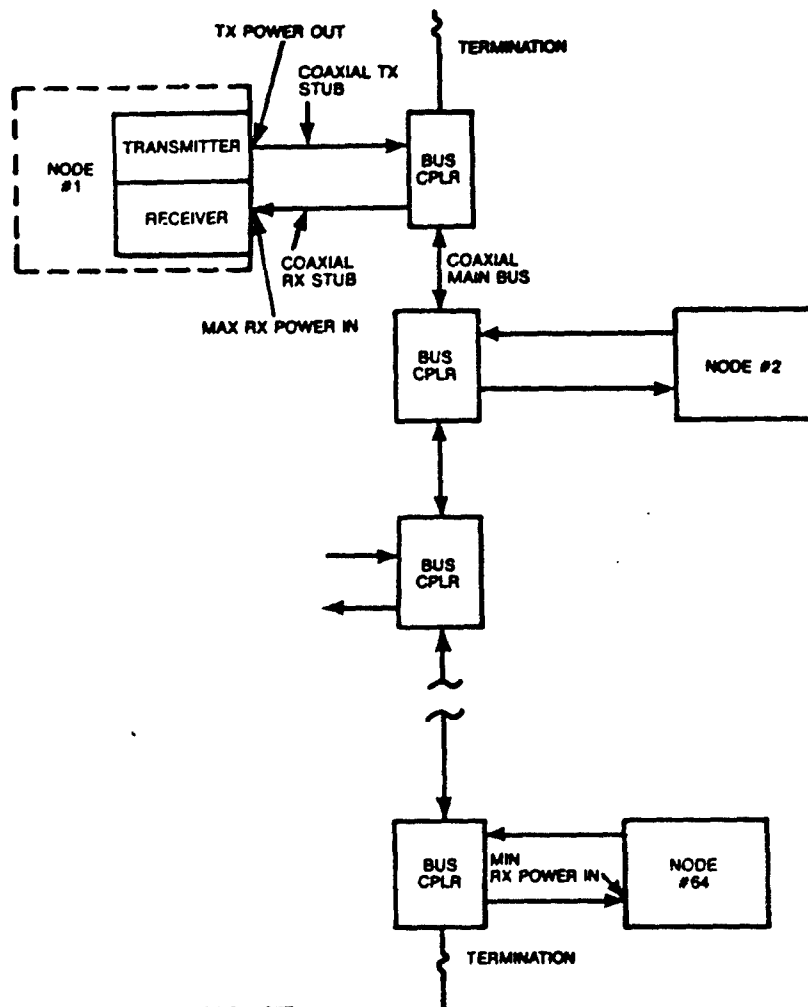 TX POWER OUT
TERMINATION
COAXIAL TX
STUB
TRANSMITTER
NODE
#1
BUS
CPLR
RECEIVER
COAXIAL
RX STUB
COAXIAL
MAIN BUS
MAX RX POWER IN
BUS
CPLR
NODE #2
BUS
CPLR
BUS
CPLR
MIN
RX POWER IN
NODE
#64
TERMINATION